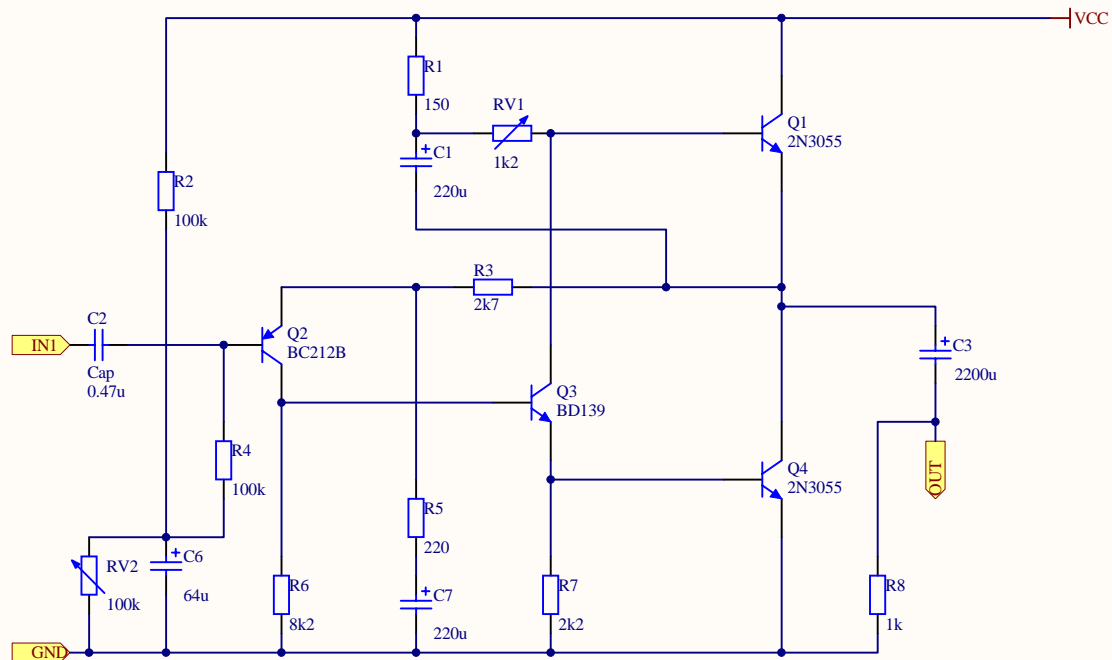 VCC
R1
150
RV1
1k2
Q1
2N3055
+
C1
220u
R2
100k
R3
2k7
C2
IN1
Cap
0.47u
Q2
BC212B
+
C3
2200u
Q3
BD139
R4
100k
Q4
2N3055
OUT
R5
220
+
C6
64u
RV2
100k
R6
8k2
+
C7
220u
R7
2k2
R8
1k
GND